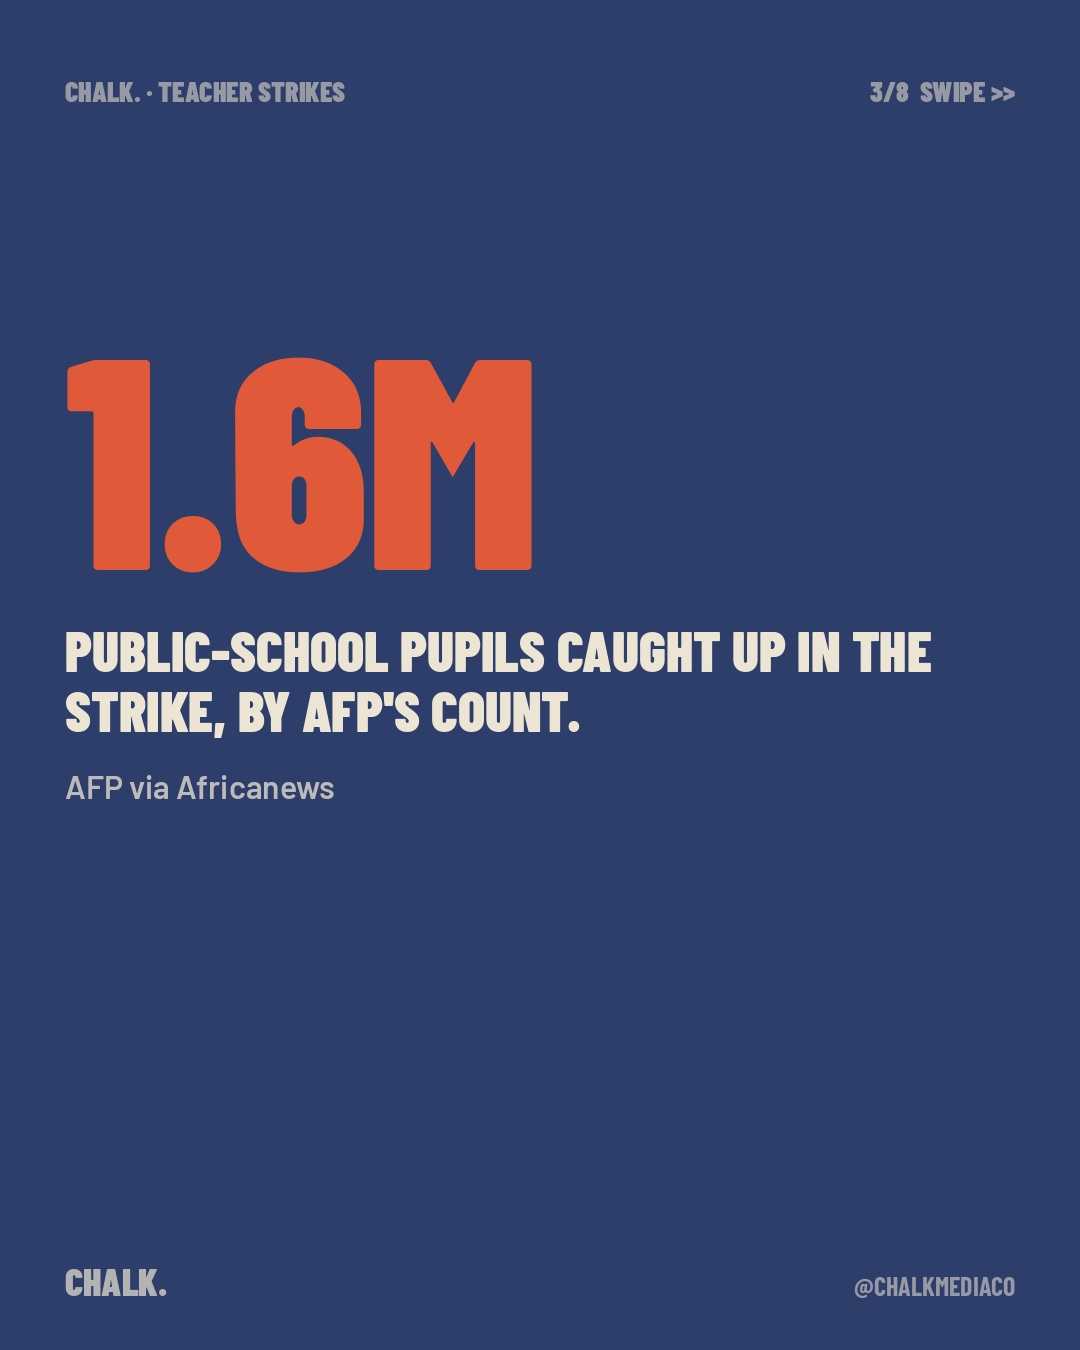 CHALK. · TEACHER STRIKES
3/8 SWIPE >>
1.6M
PUBLIC-SCHOOL PUPILS CAUGHT UP IN THE
STRIKE, BY AFP'S COUNT.
AFP via Africanews
CHALK.
@CHALKMEDIACO